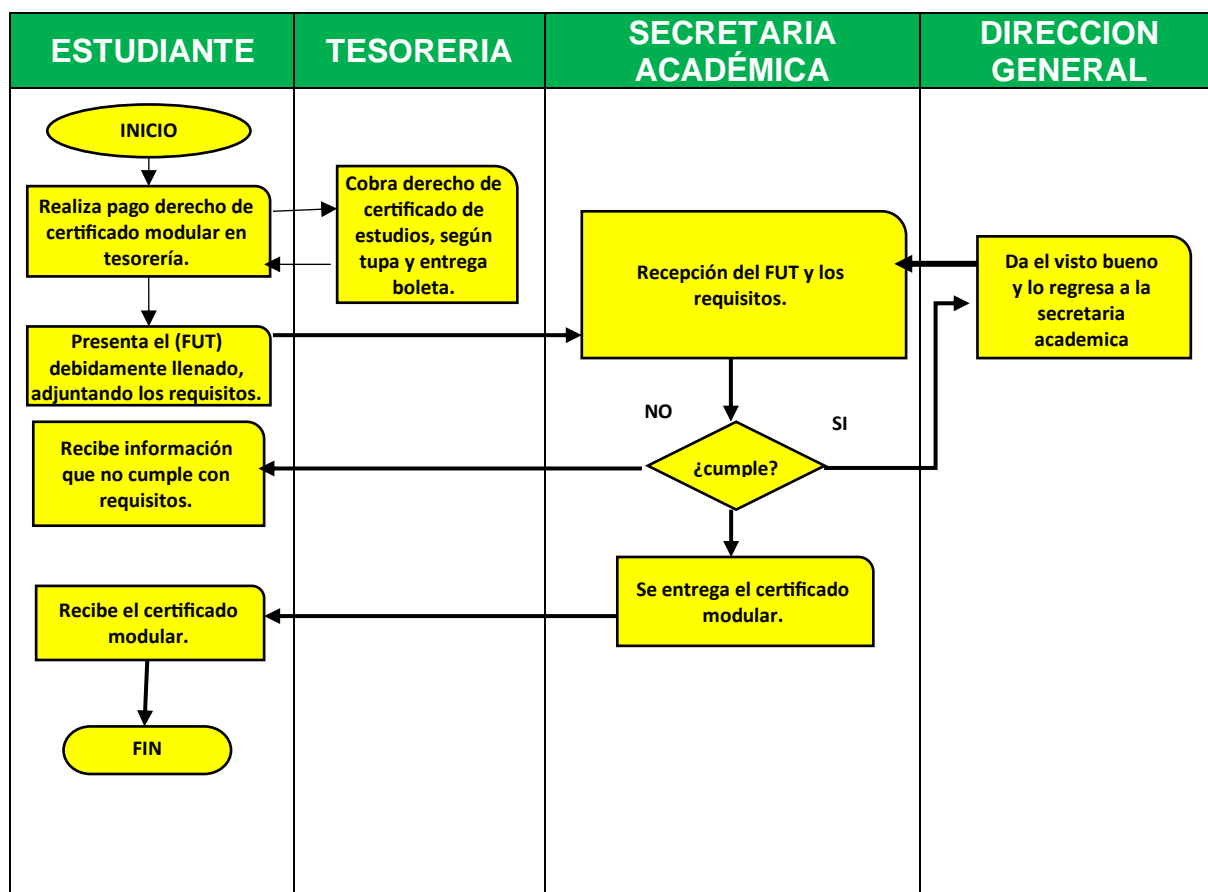 ESTUDIANTE
TESORERIA
SECRETARIA
ACADÉMICA
DIRECCION
GENERAL
INICIO
Realiza pago derecho de
certificado modular en
tesorería.
Cobra derecho de
certificado de
estudios, según
tupa y entrega
boleta.
Recepción del FUT y los
requisitos.
Da el visto bueno
y lo regresa a la
secretaria
academica
Presenta el (FUT)
debidamente llenado,
adjuntando los requisitos.
NO
SI
Recibe información
que no cumple con
requisitos.
¿cumple?
Se entrega el certificado
modular.
Recibe el certificado
modular.
FIN